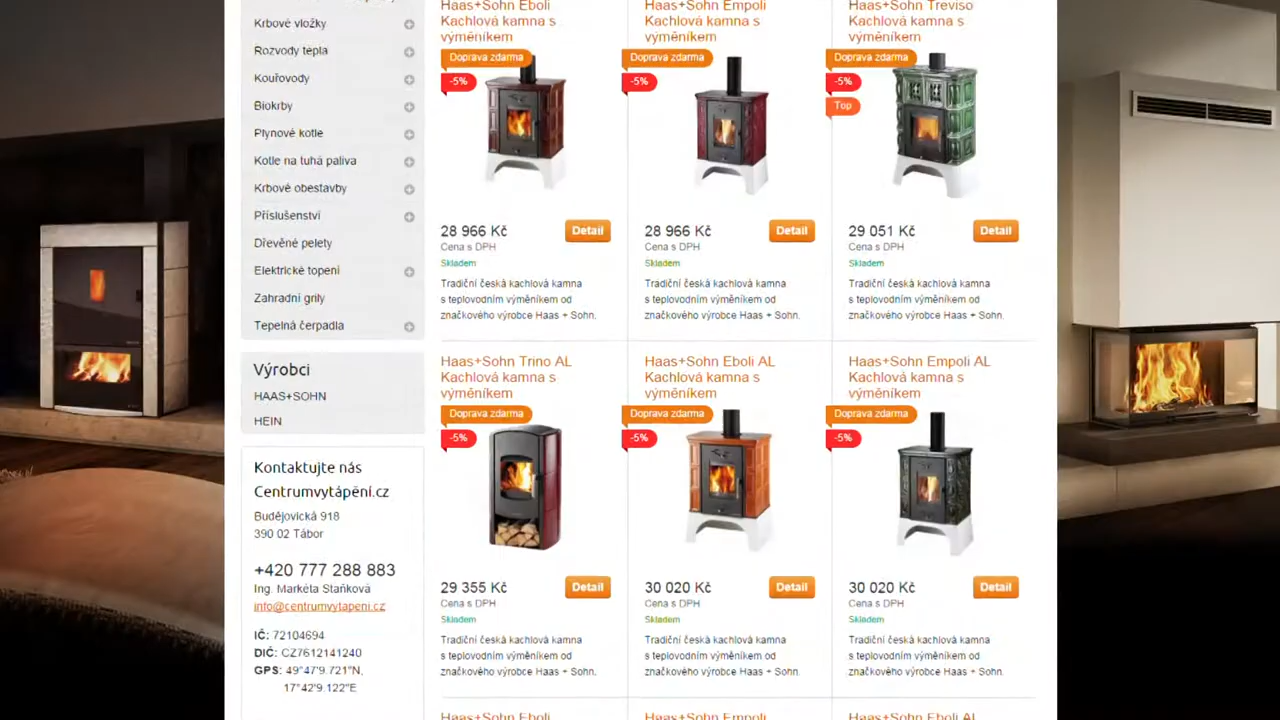 Krbové vložky
Rozvody tepla
Kouřovody
Biokrby
Plynové kotle
Kotle na tuhá paliva
Krbové obestavby
Příslušenství
Dřevěné pelety
Elektrické topení
Zahradní grily
Tepelná čerpadla
Výrobci
HAAS+SOHN
HEIN
Kontaktujte nás
Centrumvytápění.cz
Budějovická 918
390 02 Tábor
+420 777 288 883
Ing. Markéta Staňková
info@centrumvytapeni.cz
IČ: 72104694
DIČ: CZ7612141240
GPS: 49°47'9.721"N,
17°42'9.122"E
Haas+Sohn Eboli
Kachlová kamna s
výměníkem
Doprava zdarma
-5%
28 966 Kč
Detail
Cena s DPH
Skladem
Tradiční česká kachlová kamna
s teplovodním výměníkem od
značkového výrobce Haas + Sohn.
Haas+Sohn Empoli
Kachlová kamna s
výměníkem
Doprava zdarma
-5%
28 966 Kč
Detail
Cena s DPH
Skladem
Tradiční česká kachlová kamna
s teplovodním výměníkem od
značkového výrobce Haas + Sohn.
Haas+Sohn Treviso
Kachlová kamna s
výměníkem
Doprava zdarma
-5%
Top
29 051 Kč
Detail
Cena s DPH
Skladem
Tradiční česká kachlová kamna
s teplovodním výměníkem od
značkového výrobce Haas + Sohn.
Haas+Sohn Trino AL
Kachlová kamna s
výměníkem
Doprava zdarma
-5%
29 355 Kč
Detail
Cena s DPH
Skladem
Tradiční česká kachlová kamna
s teplovodním výměníkem od
značkového výrobce Haas + Sohn.
Haas+Sohn Eboli AL
Kachlová kamna s
výměníkem
Doprava zdarma
-5%
30 020 Kč
Detail
Cena s DPH
Skladem
Tradiční česká kachlová kamna
s teplovodním výměníkem od
značkového výrobce Haas + Sohn.
Haas+Sohn Empoli AL
Kachlová kamna s
výměníkem
Doprava zdarma
-5%
30 020 Kč
Detail
Cena s DPH
Skladem
Tradiční česká kachlová kamna
s teplovodním výměníkem od
značkového výrobce Haas + Sohn.
Haas+Sohn Eboli
Haas+Sohn Empoli
Haas+Sohn Eboli AL